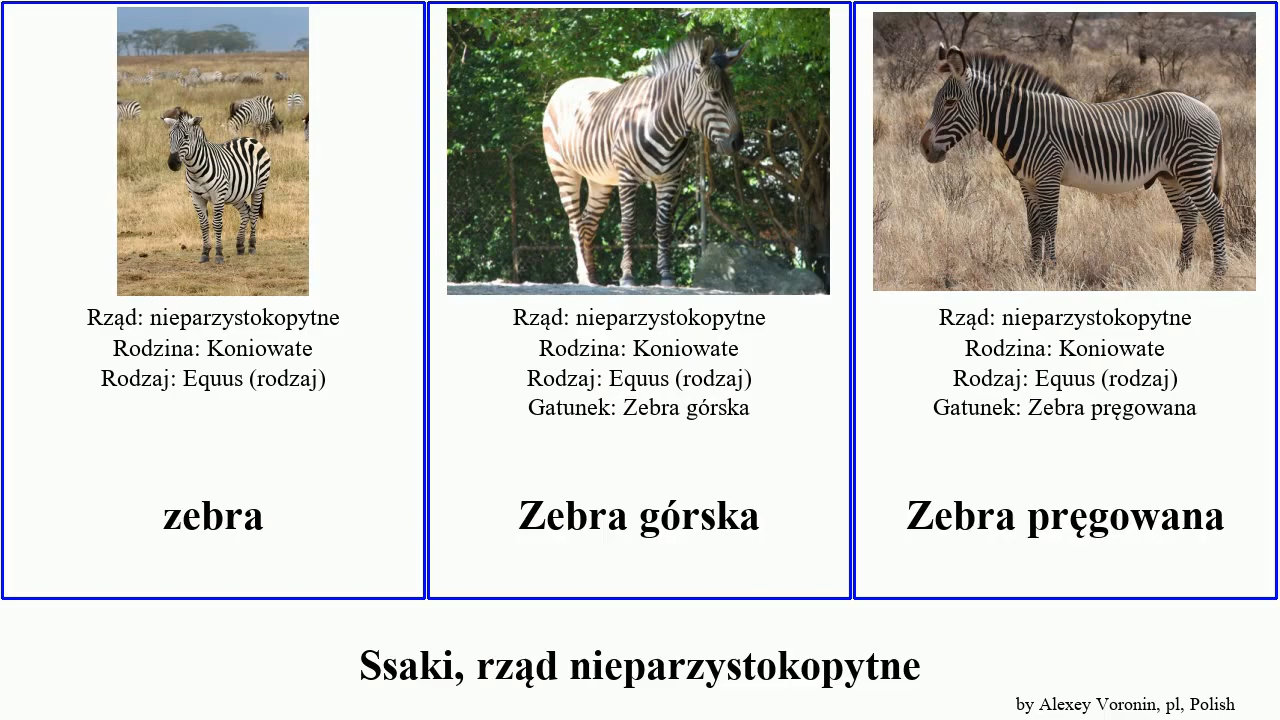 Rząd: nieparzystokopytne
Rodzina: Koniowate
Rodzaj: Equus (rodzaj)
zebra
Rząd: nieparzystokopytne
Rodzina: Koniowate
Rodzaj: Equus (rodzaj)
Gatunek: Zebra górska
Zebra górska
Rząd: nieparzystokopytne
Rodzina: Koniowate
Rodzaj: Equus (rodzaj)
Gatunek: Zebra pręgowana
Zebra pręgowana
Ssaki, rząd nieparzystokopytne
by Alexey Voronin, pl, Polish